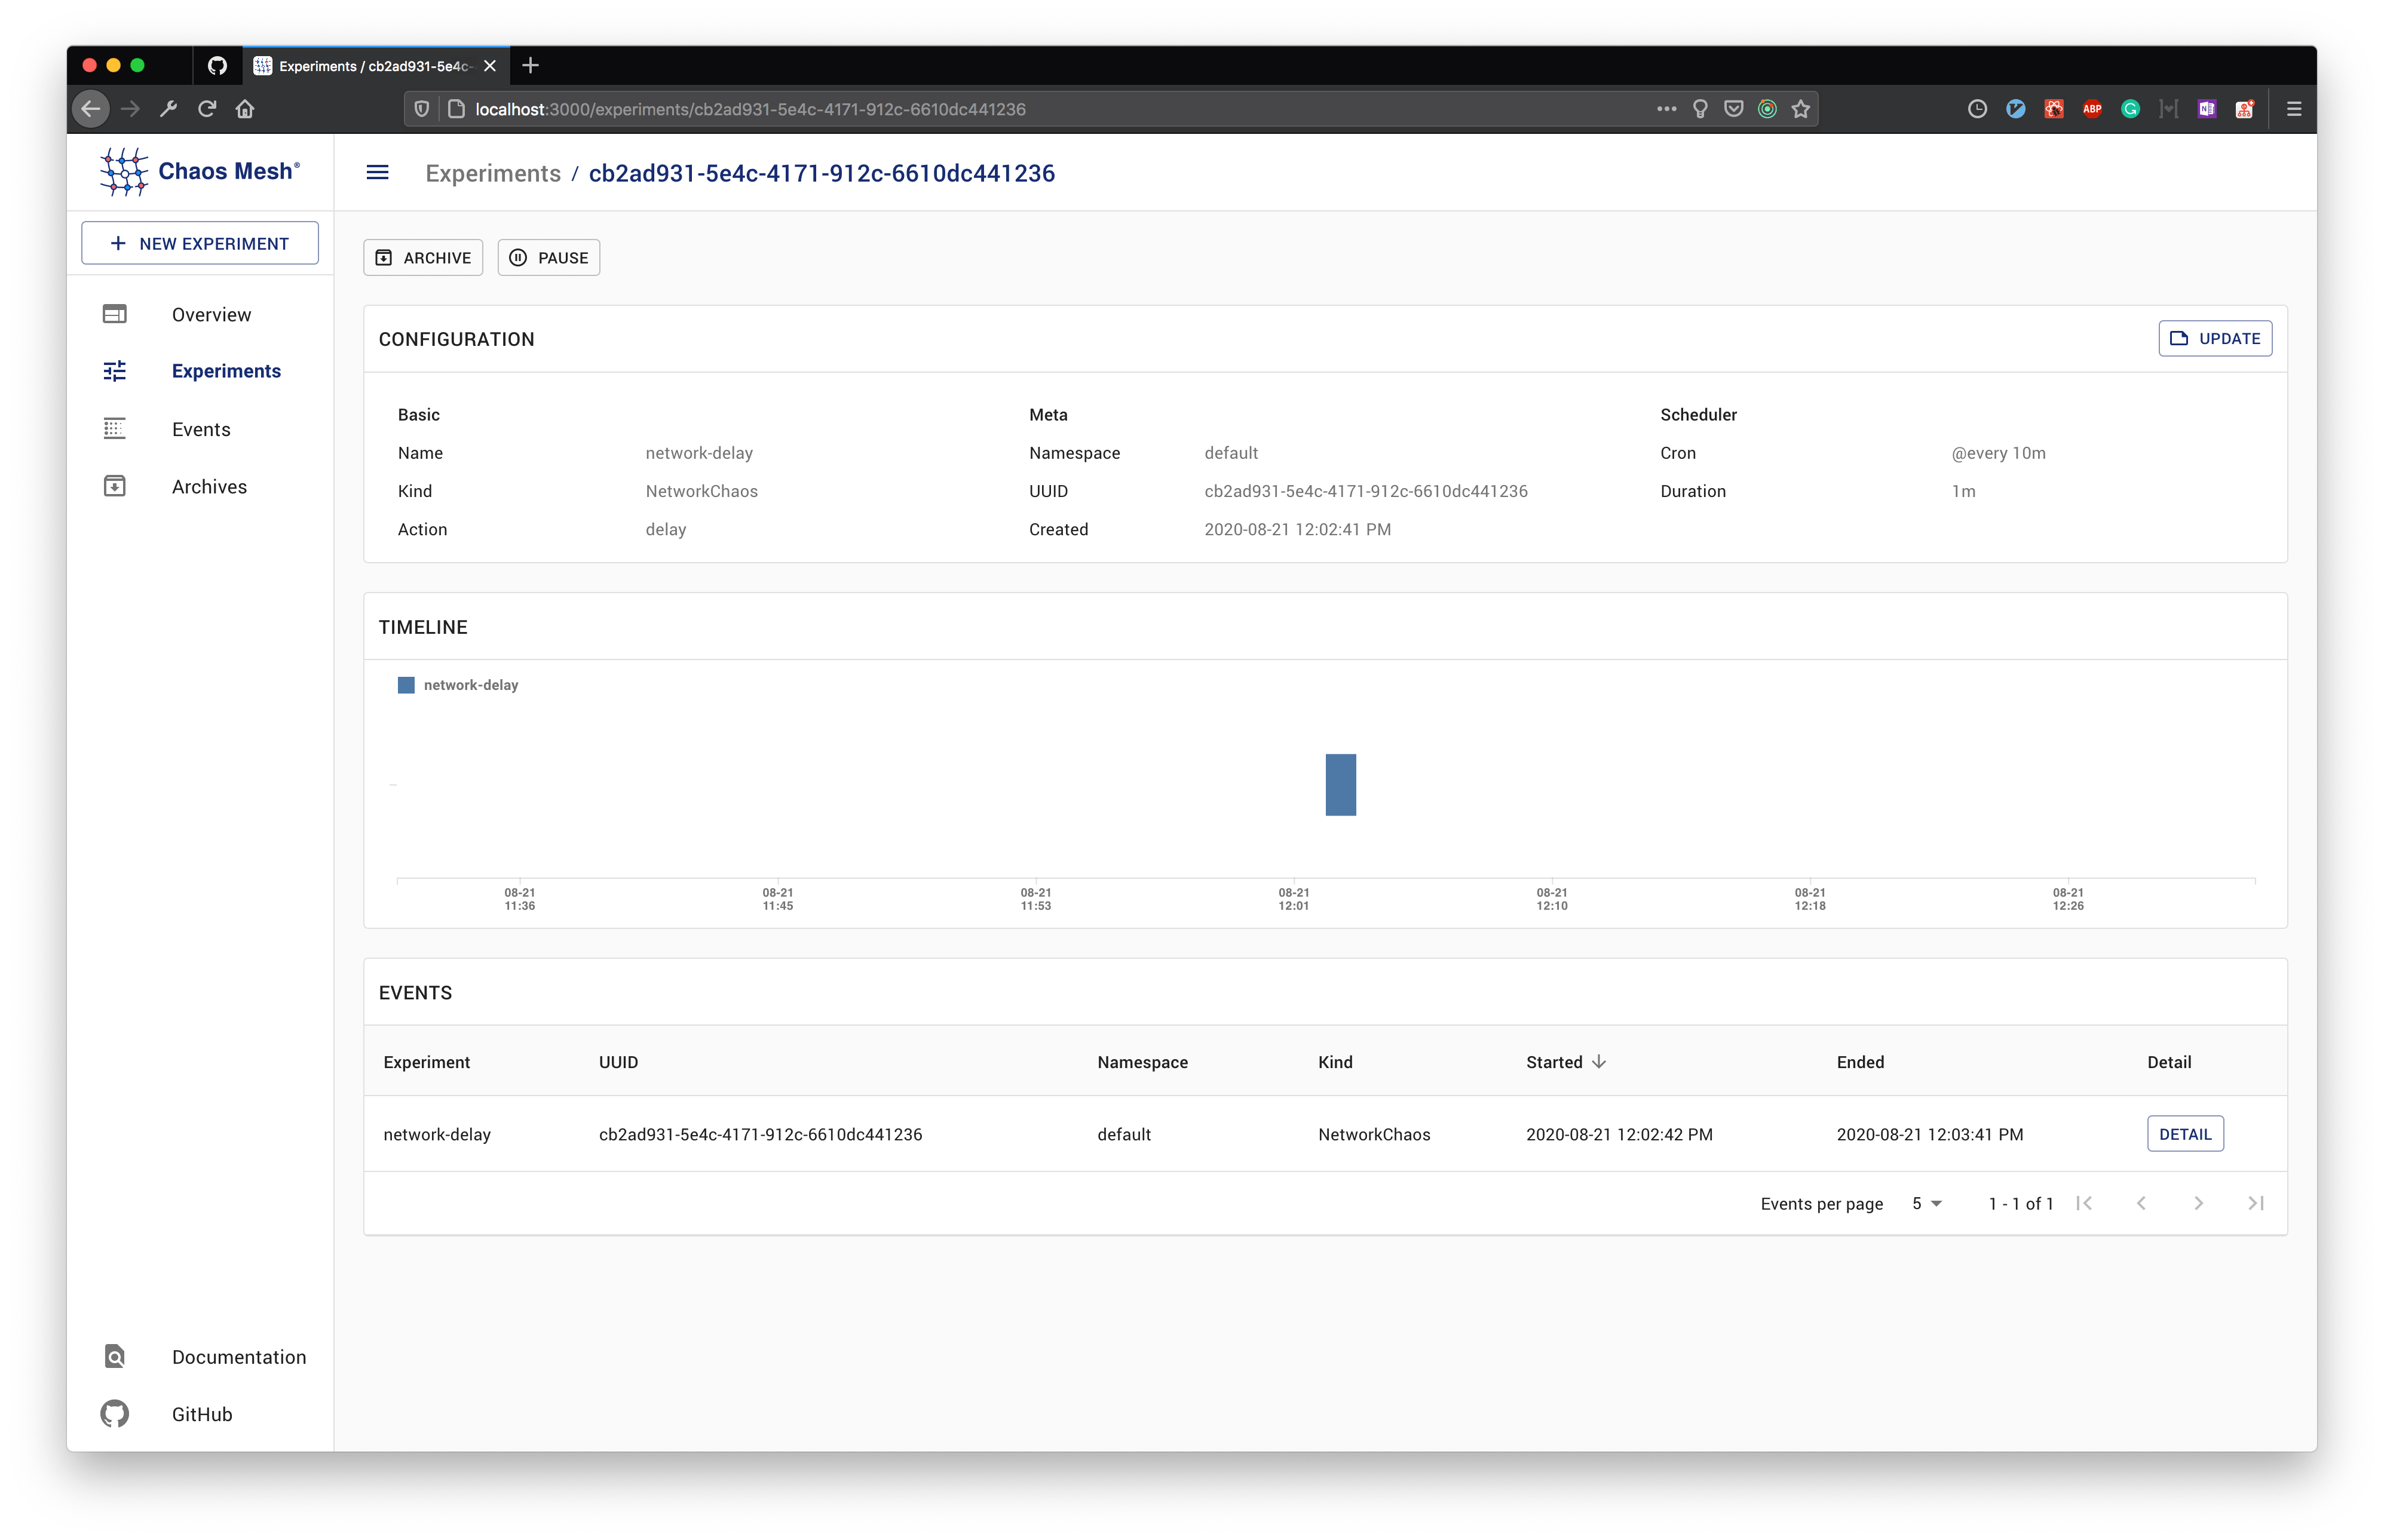 Experiments / cb2ad931-5e4c-
localhost:3000/experiments/cb2ad931-5e4c-4171-912c-6610dc441236
ABP
Chaos Mesh®
Experiments / cb2ad931-5e4c-4171-912c-6610dc441236
NEW EXPERIMENT
Overview
Experiments
Events
Archives
Documentation
GitHub
ARCHIVE PAUSE
CONFIGURATION UPDATE
Basic Meta Scheduler
Name network-delay Namespace default Cron @every 10m
Kind NetworkChaos UUID cb2ad931-5e4c-4171-912c-6610dc441236 Duration 1m
Action delay Created 2020-08-21 12:02:41 PM
TIMELINE
network-delay
08-21 08-21 08-21 08-21 08-21 08-21 08-21
11:36 11:45 11:53 12:01 12:10 12:18 12:26
EVENTS
Experiment UUID Namespace Kind Started Ended Detail
network-delay cb2ad931-5e4c-4171-912c-6610dc441236 default NetworkChaos 2020-08-21 12:02:42 PM 2020-08-21 12:03:41 PM DETAIL
Events per page 5 1 - 1 of 1